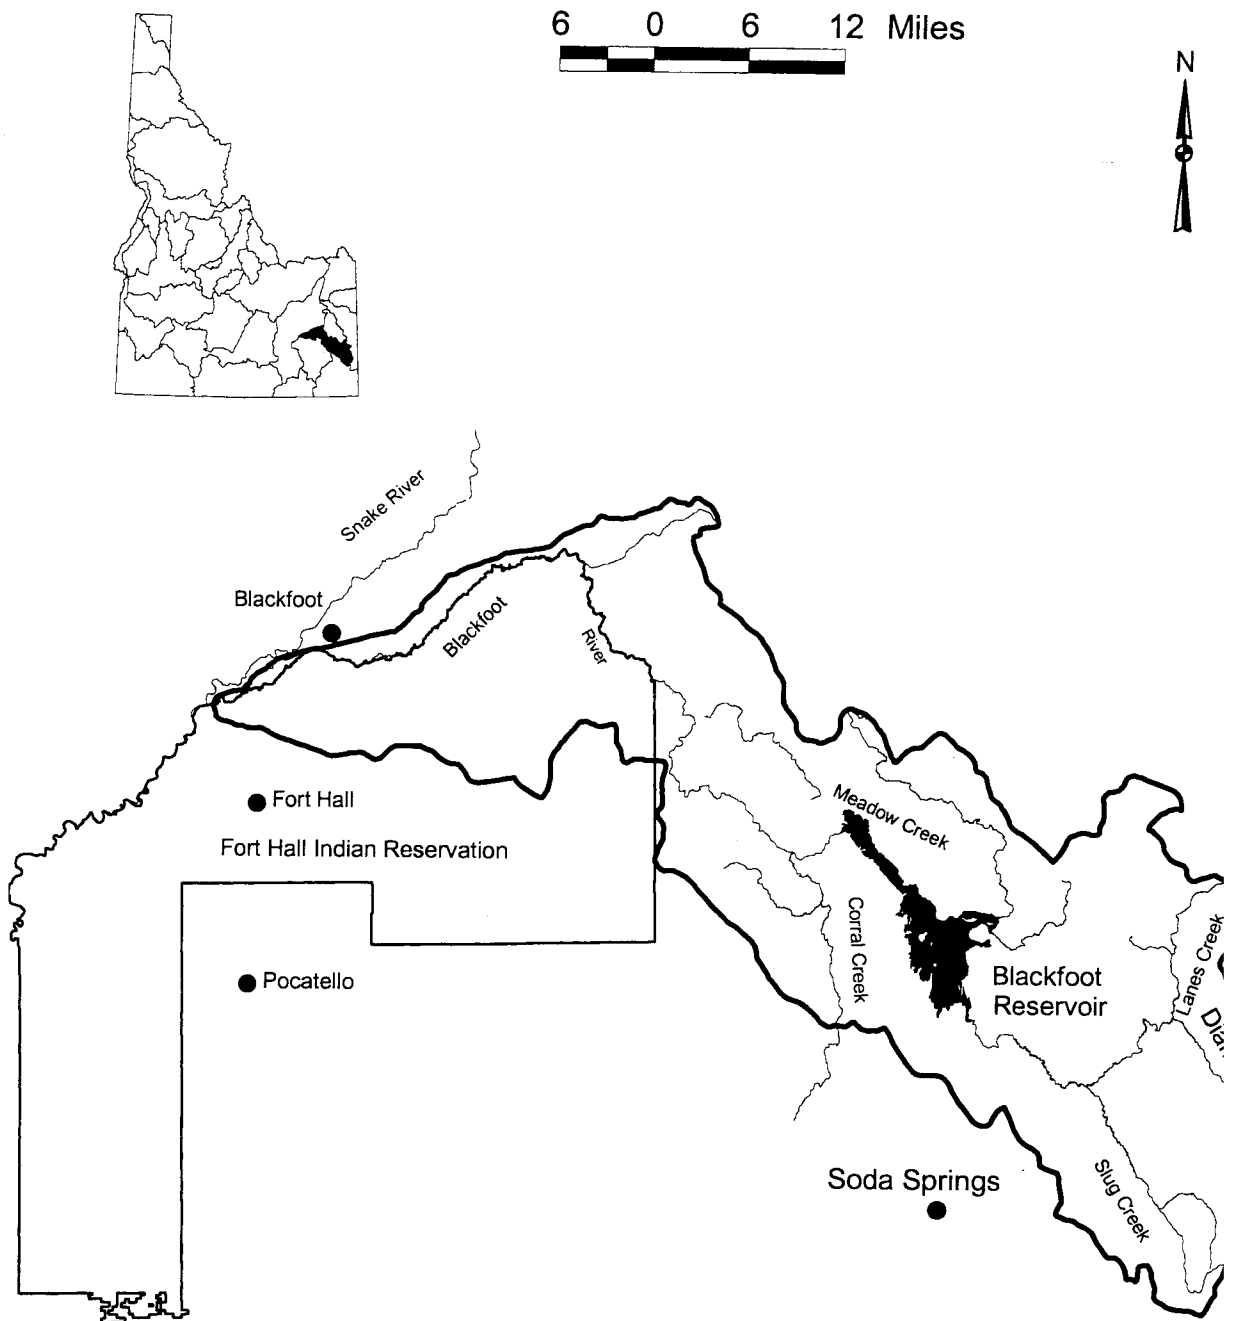 6 0 6 12 Miles
N
Snake River
Blackfoot
Blackfoot
River
Fort Hall
Meadow Creek
Fort Hall Indian Reservation
Corral Creek
Lanes Creek
Pocatello
Blackfoot
Reservoir
Soda Springs
Slug Creek